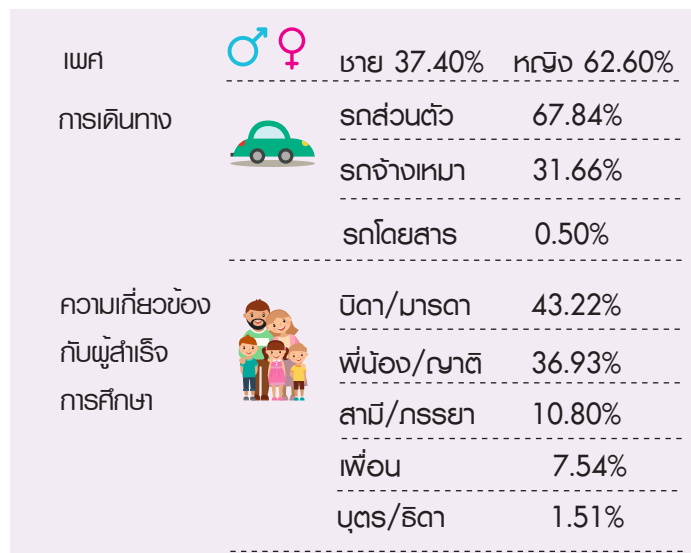 เพศ ชาย 37.40% หญิง 62.60%
การเดินทาง รถส่วนตัว 67.84%
รถจ้างเหมา 31.66%
รถโดยสาร 0.50%
ความเกี่ยวข้อง
กับผู้สำเร็จ
การศึกษา
บิดา/มารดา 43.22%
พี่น้อง/ญาติ 36.93%
สามี/ภรรยา 10.80%
เพื่อน 7.54%
บุตร/ธิดา 1.51%